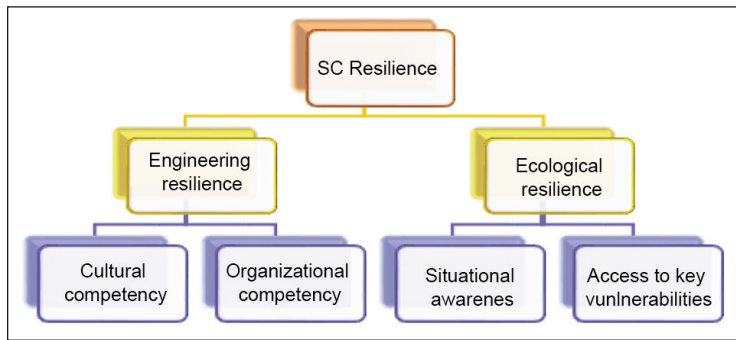 SC Resilience
Engineering
resilience
Ecological
resilience
Cultural
competency
Organizational
competency
Situational
awarenes
Access to key
vunlnerabilities